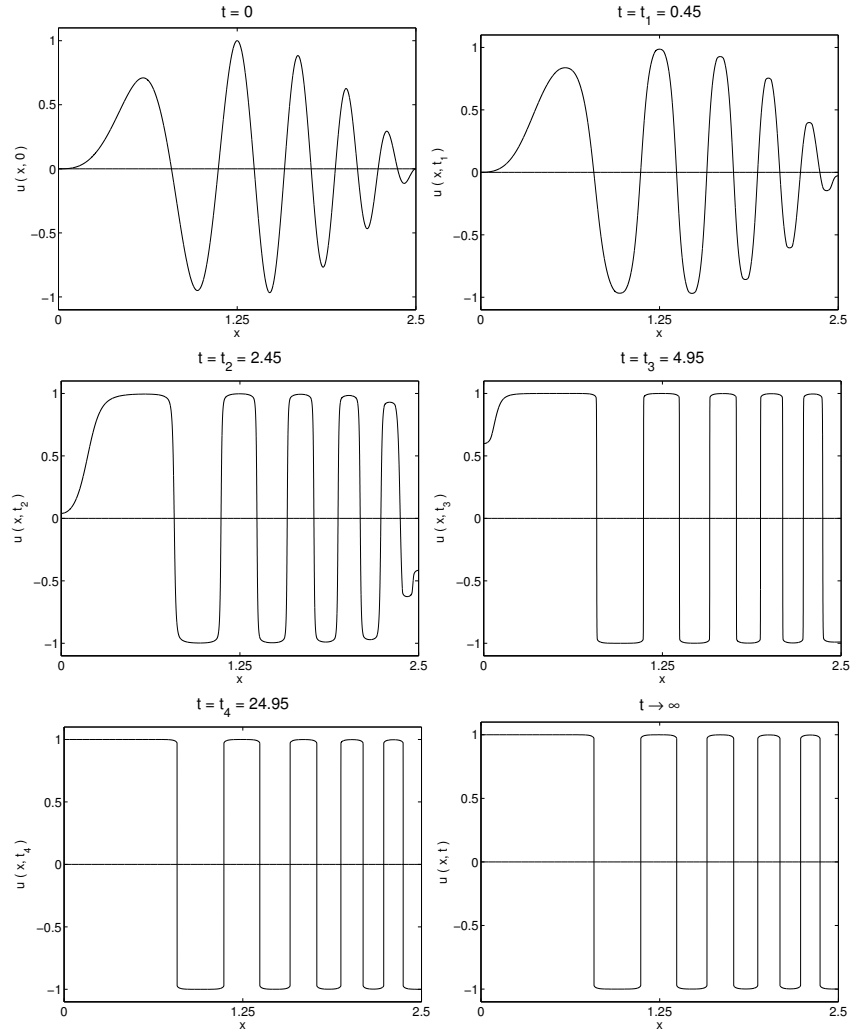 t = 0
1
0.5
0
−0.5
−1
u ( x, 0)
0
1.25
2.5
x
t = t₁ = 0.45
1
0.5
0
−0.5
−1
u ( x, t₁ )
0
1.25
2.5
x
t = t₂ = 2.45
1
0.5
0
−0.5
−1
u ( x, t₂ )
0
1.25
2.5
x
t = t₃ = 4.95
1
0.5
0
−0.5
−1
u ( x, t₃ )
0
1.25
2.5
x
t = t₄ = 24.95
1
0.5
0
−0.5
−1
u ( x, t₄ )
0
1.25
2.5
x
t → ∞
1
0.5
0
−0.5
−1
u ( x, t )
0
1.25
2.5
x